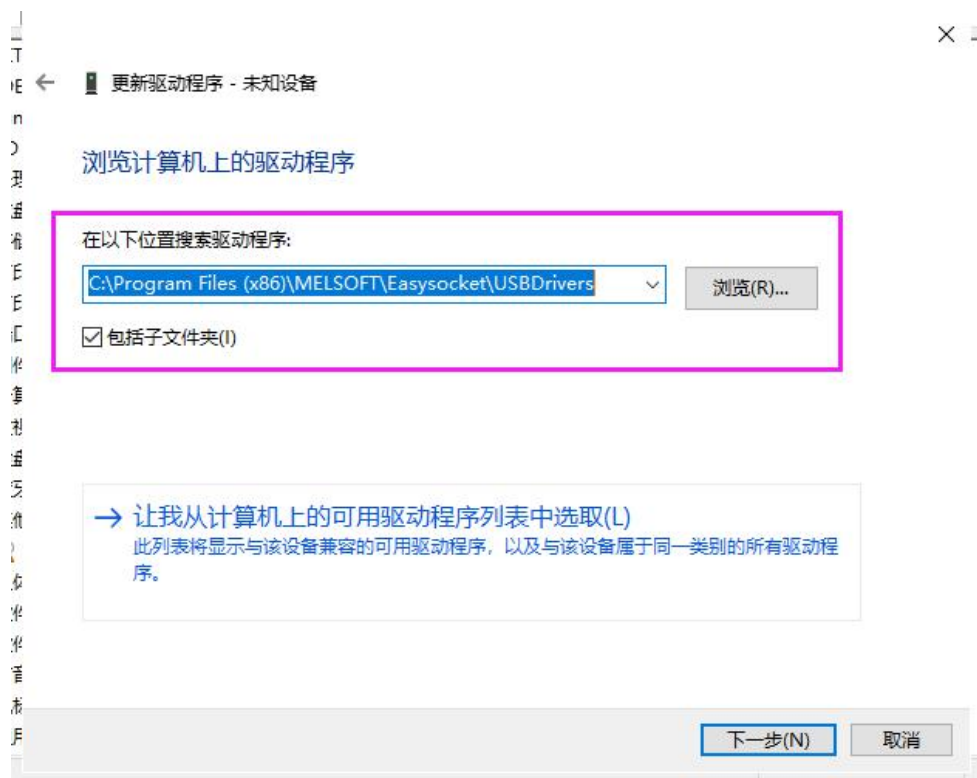 更新驱动程序 - 未知设备
浏览计算机上的驱动程序
在以下位置搜索驱动程序:
C:\Program Files (x86)\MELSOFT\Easysocket\USBDrivers
浏览(R)...
包括子文件夹(I)
让我从计算机上的可用驱动程序列表中选取(L)
此列表将显示与该设备兼容的可用驱动程序，以及与该设备属于同一类别的所有驱动程
序。
下一步(N)
取消